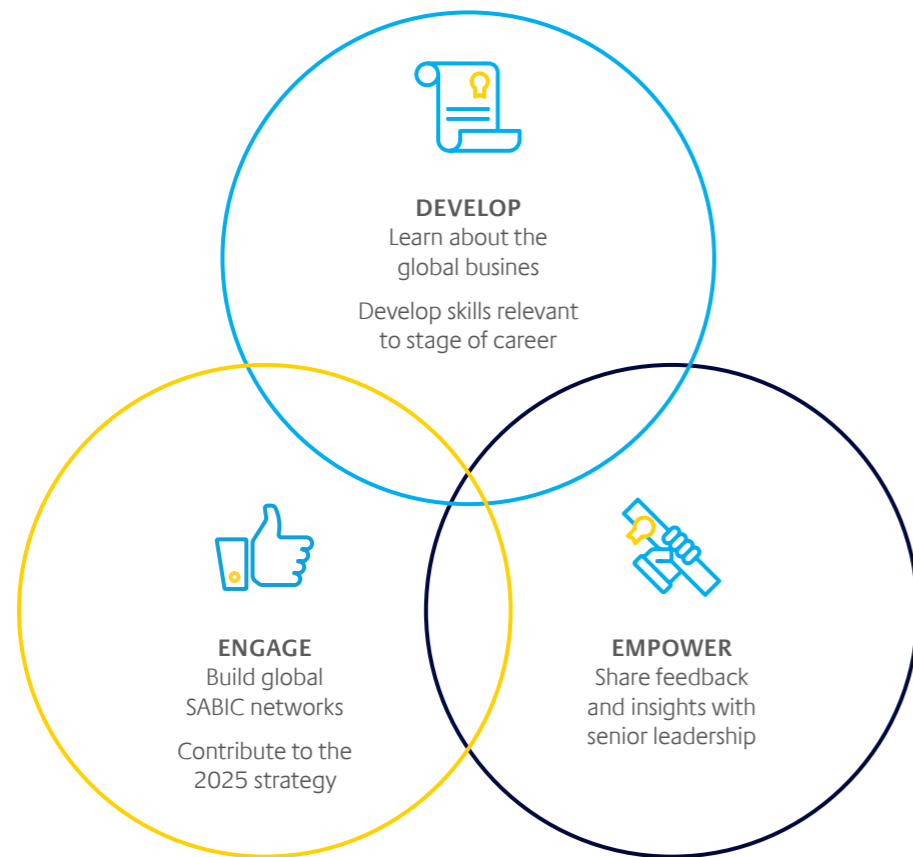 DEVELOP
Learn about the
global busines
Develop skills relevant
to stage of career
ENGAGE
Build global
SABIC networks
Contribute to the
2025 strategy
EMPOWER
Share feedback
and insights with
senior leadership